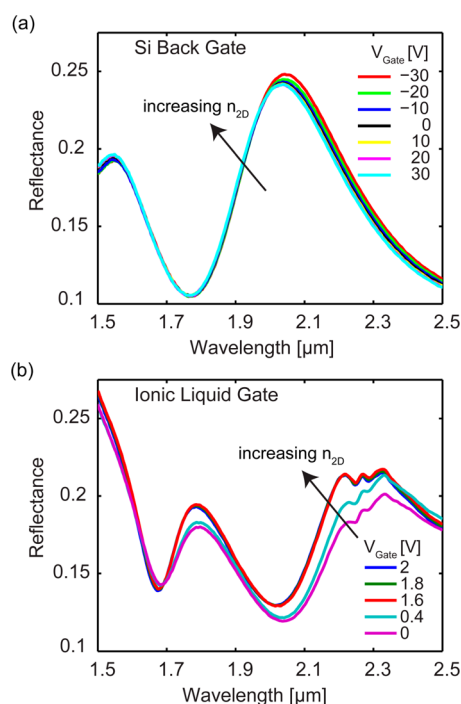 (a)
Si Back Gate
V_Gate [V]
−30
−20
−10
0
10
20
30
increasing n_2D
0.25
0.2
0.15
0.1
Reflectance
1.5 1.7 1.9 2.1 2.3 2.5
Wavelength [µm]
(b)
Ionic Liquid Gate
increasing n_2D
V_Gate [V]
2
1.8
1.6
0.4
0
0.25
0.2
0.15
0.1
Reflectance
1.5 1.7 1.9 2.1 2.3 2.5
Wavelength [µm]